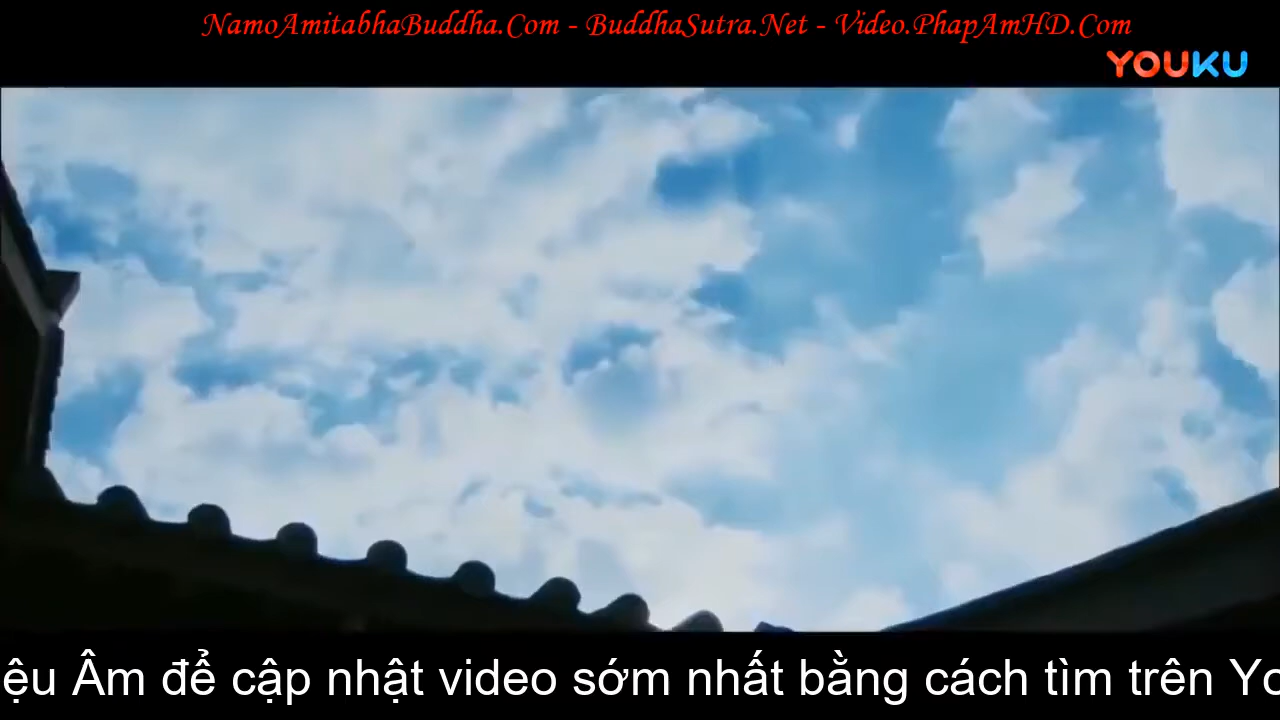 NamoAmitabhaBuddha.Com - BuddhaSutra.Net - Video.PhapAmHD.Com
YOUKU
ệu Âm để cập nhật video sớm nhất bằng cách tìm trên Yo